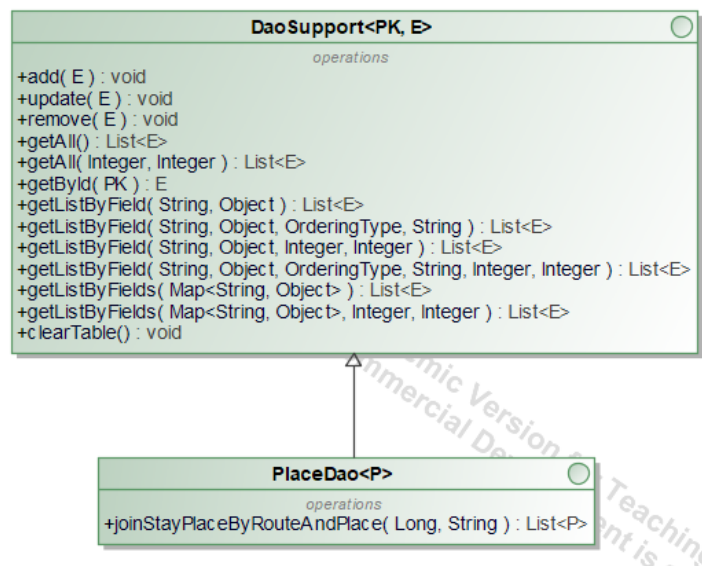 DaoSupport<PK, E>
operations
+add( E ) : void
+update( E ) : void
+remove( E ) : void
+getAll() : List<E>
+getAll( Integer, Integer ) : List<E>
+getById( PK ) : E
+getListByField( String, Object ) : List<E>
+getListByField( String, Object, OrderingType, String ) : List<E>
+getListByField( String, Object, Integer, Integer ) : List<E>
+getListByField( String, Object, OrderingType, String, Integer, Integer ) : List<E>
+getListByFields( Map<String, Object> ) : List<E>
+getListByFields( Map<String, Object>, Integer, Integer ) : List<E>
+clearTable() : void
Version
Teaching
PlaceDao<P>
operations
+joinStayPlaceByRouteAndPlace( Long, String ) : List<P>